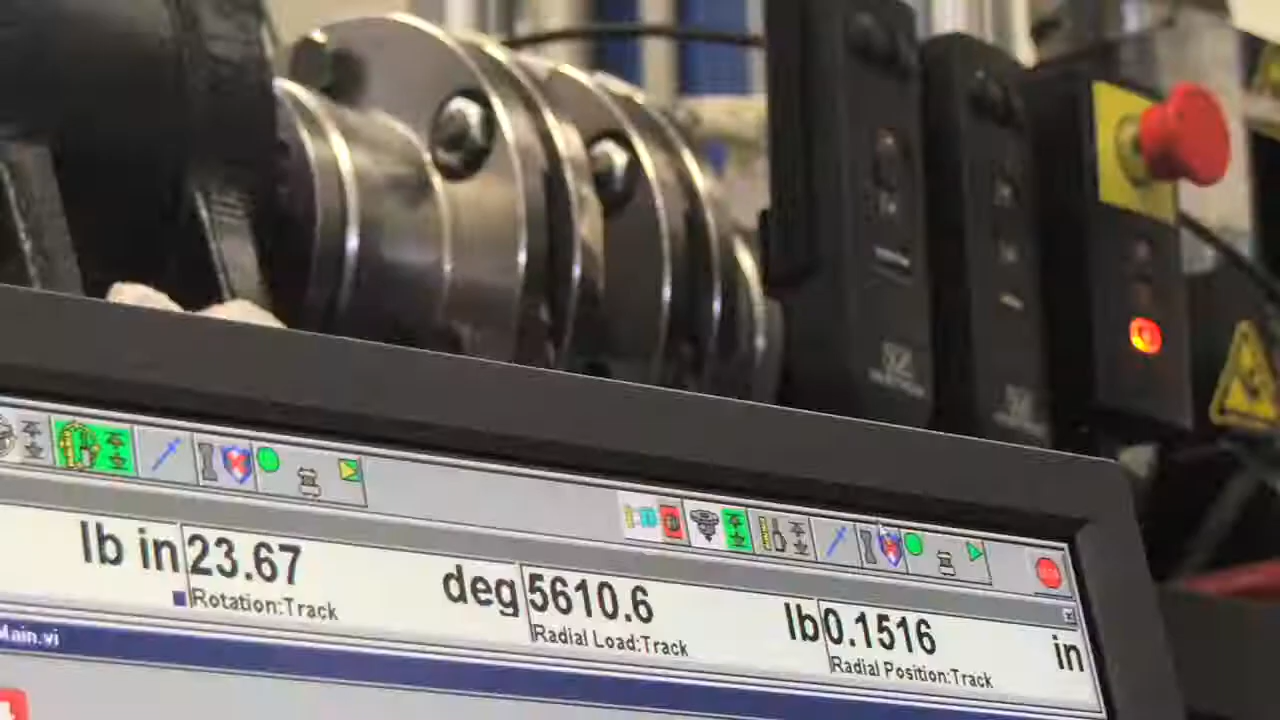 lb in 23.67 deg 5610.6 lb 0.1516 in
Rotation:Track
Radial Load:Track
Radial Position:Track
Main.vi